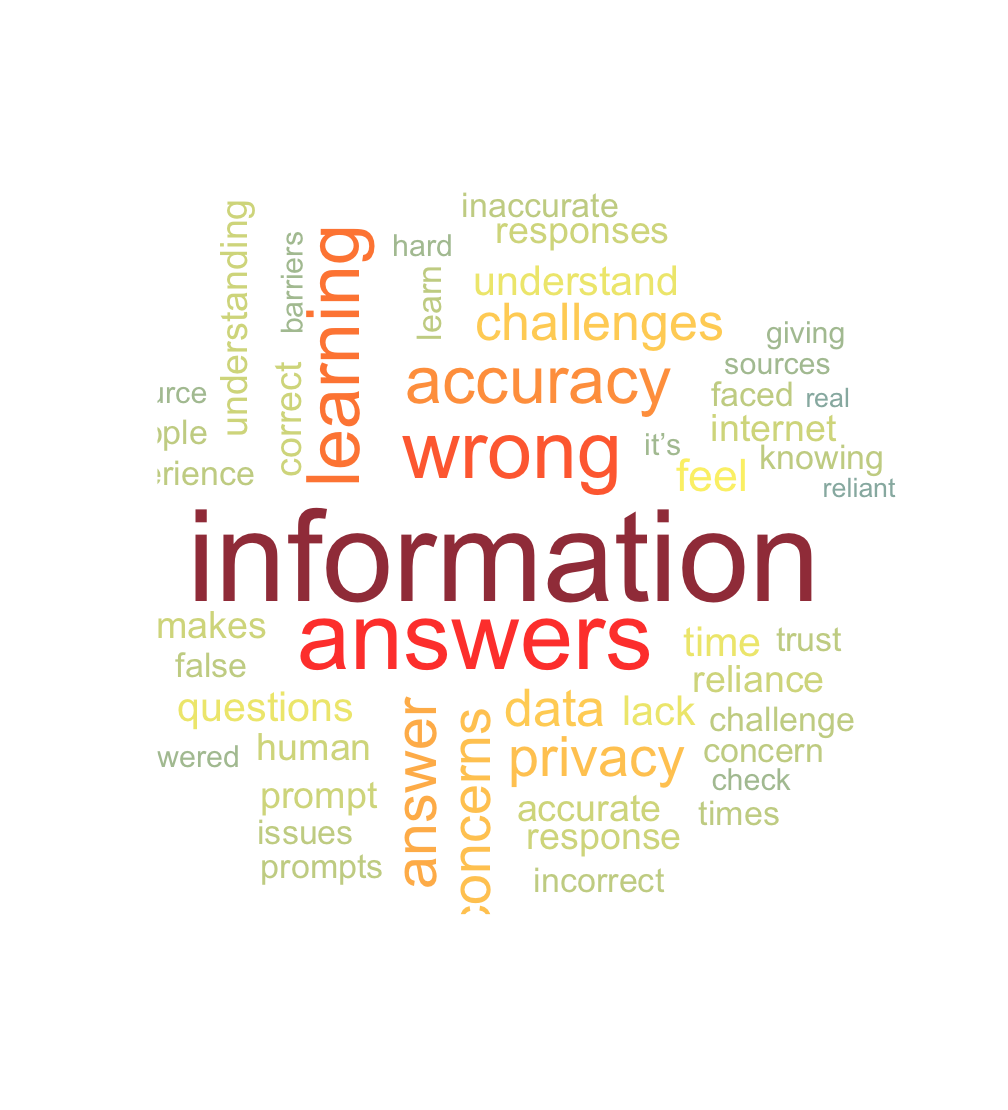 inaccurate
responses
understanding
barriers
learning
hard
learn
understand
challenges
giving
sources
accuracy
faced
real
urce
correct
internet
ople
wrong
it’s
knowing
erience
feel
reliant
information
makes
answers
time
trust
false
reliance
questions
answer
concerns
data
lack
challenge
wered
human
privacy
concern
check
prompt
accurate
times
issues
response
prompts
incorrect